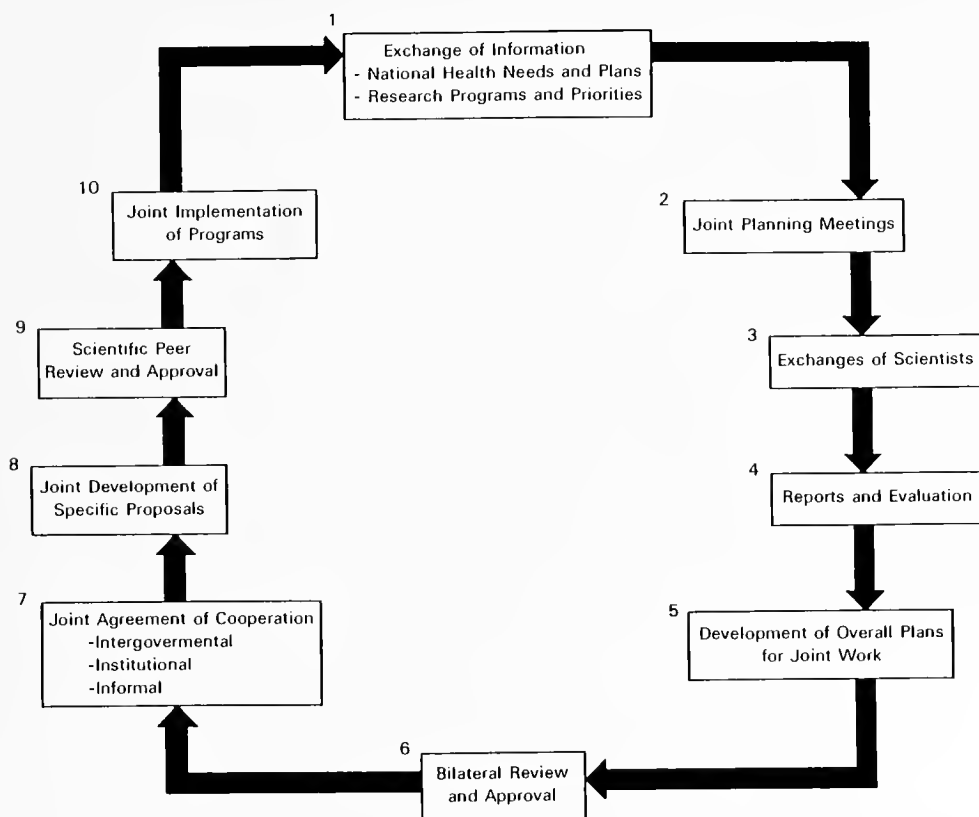 1
Exchange of Information
- National Health Needs and Plans
- Research Programs and Priorities
2
Joint Planning Meetings
3
Exchanges of Scientists
4
Reports and Evaluation
5
Development of Overall Plans
for Joint Work
6
Bilateral Review
and Approval
7
Joint Agreement of Cooperation
-Intergovermental
-Institutional
-Informal
8
Joint Development of
Specific Proposals
9
Scientific Peer
Review and Approval
10
Joint Implementation
of Programs